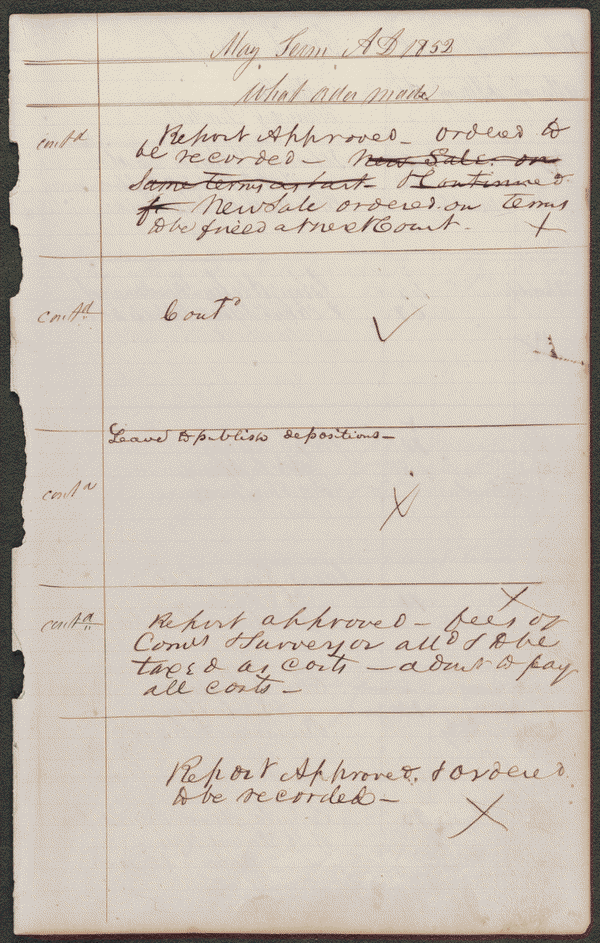 May Term A D 1852
What order made
contd Report Approved - ordered to
be recorded - New Sale on
Same terms as last - & Continued
for New Sale ordered on terms
to be fixed at next Court - X
contd Contd
Leave to publish depositions -
contd X
X
contd Report approved - fees of
Comrs & Surveyor alld & to be
taxed as costs - admr to pay
all costs -
Report Approved & ordered
to be recorded -
X